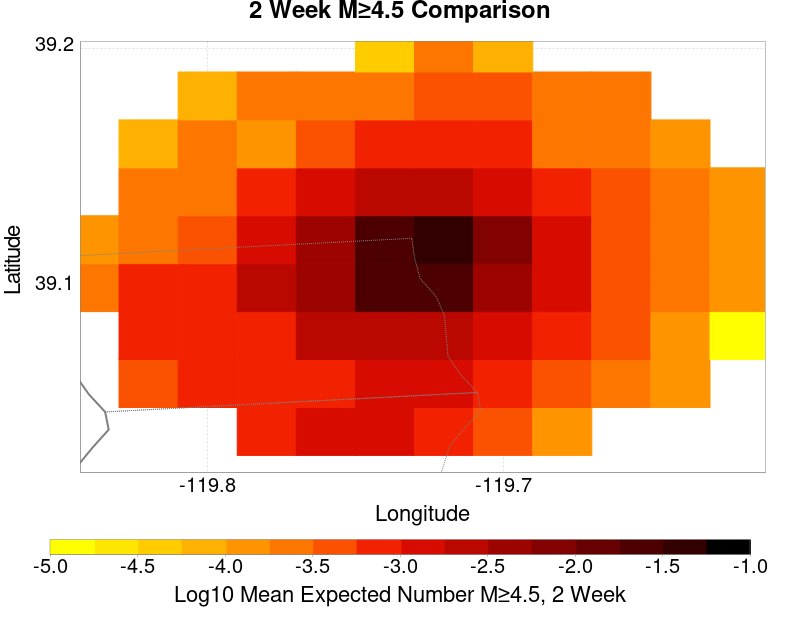 2 Week M≥4.5 Comparison
39.2
39.1
Latitude
-119.8
-119.7
Longitude
-5.0 -4.5 -4.0 -3.5 -3.0 -2.5 -2.0 -1.5 -1.0
Log10 Mean Expected Number M≥4.5, 2 Week